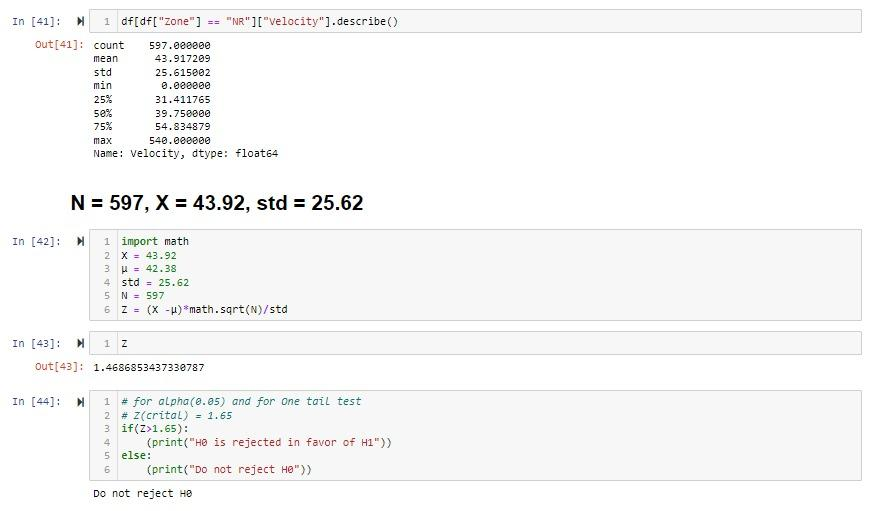 In [41]: 1 df[df["Zone"] == "NR"]["Velocity"].describe()
Out[41]: count 597.000000
mean 43.917209
std 25.615002
min 0.000000
25% 31.411765
50% 39.750000
75% 54.834879
max 540.000000
Name: Velocity, dtype: float64
N = 597, X = 43.92, std = 25.62
In [42]: 1 import math
2 X = 43.92
3 μ = 42.38
4 std = 25.62
5 N = 597
6 Z = (X -μ)*math.sqrt(N)/std
In [43]: 1 Z
Out[43]: 1.4686853437330787
In [44]: 1 # for alpha(0.05) and for One tail test
2 # Z(crital) = 1.65
3 if(Z>1.65):
4 (print("H0 is rejected in favor of H1"))
5 else:
6 (print("Do not reject H0"))
Do not reject H0